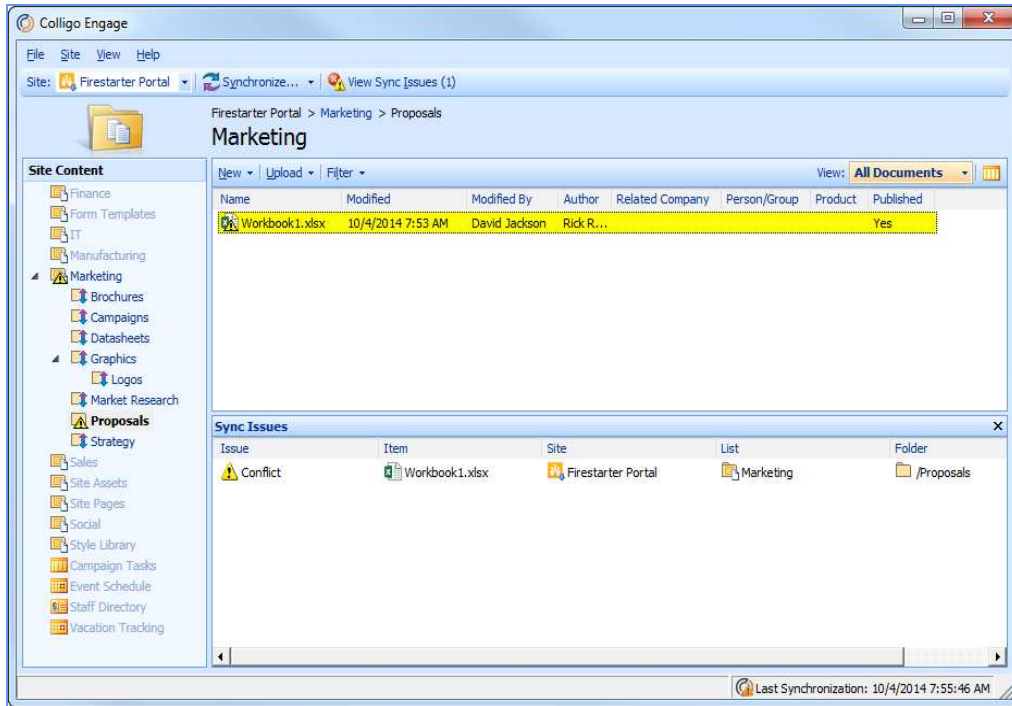 Colligo Engage
File Site View Help
Site: Firestarter Portal Synchronize... View Sync Issues (1)
Firestarter Portal > Marketing > Proposals
Marketing
Site Content
Finance
Form Templates
IT
Manufacturing
Marketing
Brochures
Campaigns
Datasheets
Graphics
Logos
Market Research
Proposals
Strategy
Sales
Site Assets
Site Pages
Social
Style Library
Campaign Tasks
Event Schedule
Staff Directory
Vacation Tracking
New Upload Filter View: All Documents
Name Modified Modified By Author Related Company Person/Group Product Published
Workbook1.xlsx 10/4/2014 7:53 AM David Jackson Rick R... Yes
Sync Issues
Issue Item Site List Folder
Conflict Workbook1.xlsx Firestarter Portal Marketing /Proposals
Last Synchronization: 10/4/2014 7:55:46 AM